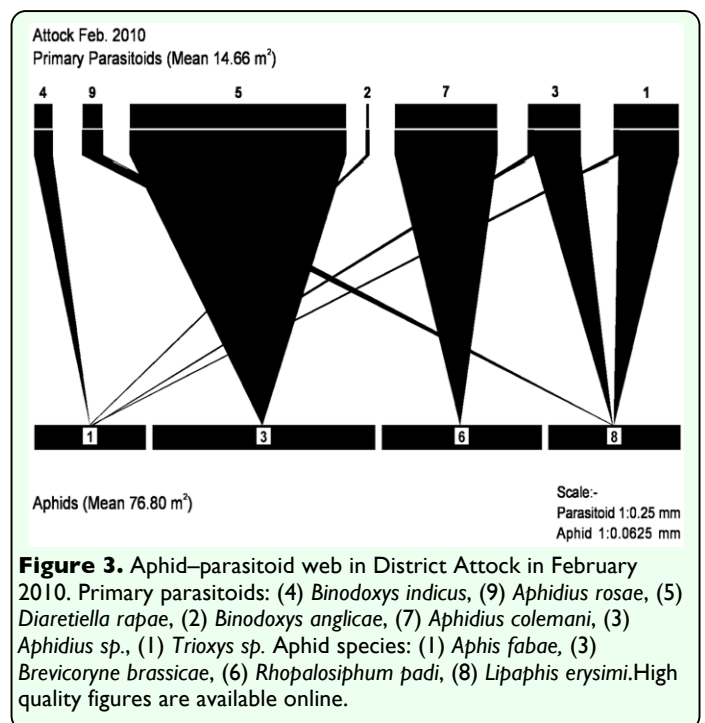 Attock Feb. 2010
Primary Parasitoids (Mean 14.66 m²)
4 9 5 2 7 3 1
1 3 6 8
Aphids (Mean 76.80 m²)
Scale:-
Parasitoid 1:0.25 mm
Aphid 1:0.0625 mm
Figure 3. Aphid–parasitoid web in District Attock in February
2010. Primary parasitoids: (4) Binodoxys indicus, (9) Aphidius rosae, (5)
Diaretiella rapae, (2) Binodoxys anglicae, (7) Aphidius colemani, (3)
Aphidius sp., (1) Trioxys sp. Aphid species: (1) Aphis fabae, (3)
Brevicoryne brassicae, (6) Rhopalosiphum padi, (8) Lipaphis erysimi.High
quality figures are available online.